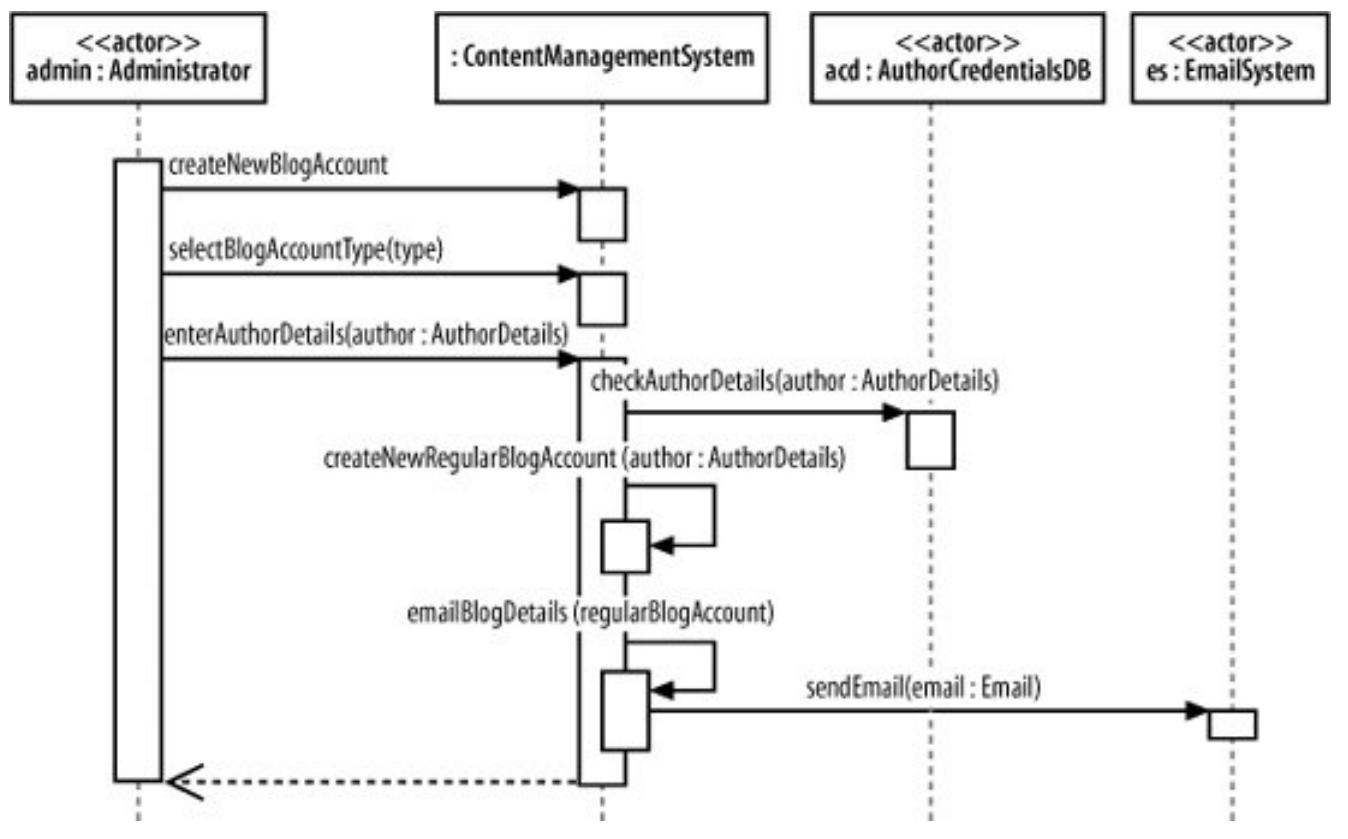 <<actor>>
admin : Administrator
: ContentManagementSystem
<<actor>>
acd : AuthorCredentialsDB
<<actor>>
es : EmailSystem
createNewBlogAccount
selectBlogAccountType(type)
enterAuthorDetails(author : AuthorDetails)
checkAuthorDetails(author : AuthorDetails)
createNewRegularBlogAccount (author : AuthorDetails)
emailBlogDetails (regularBlogAccount)
sendEmail(email : Email)